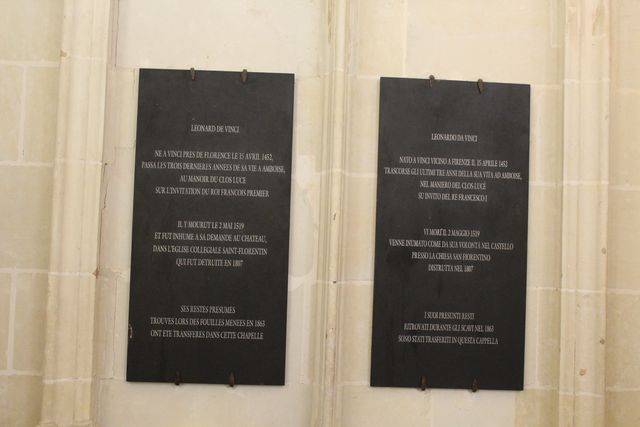 LEONARD DE VINCI
NE A VINCI PRES DE FLORENCE LE 15 AVRIL 1452,
PASSA LES TROIS DERNIERES ANNEES DE SA VIE A AMBOISE,
AU MANOIR DU CLOS LUCE
SUR L'INVITATION DU ROI FRANCOIS PREMIER
IL Y MOURUT LE 2 MAI 1519
ET FUT INHUME A SA DEMANDE AU CHATEAU,
DANS L'EGLISE COLLEGIALE SAINT-FLORENTIN
QUI FUT DETRUITE EN 1807
SES RESTES PRESUMES
TROUVES LORS DES FOUILLES MENEES EN 1863
ONT ETE TRANSFERES DANS CETTE CHAPELLE
LEONARDO DA VINCI
NATO A VINCI VICINO A FIRENZE IL 15 APRILE 1452
TRASCORSE GLI ULTIMI TRE ANNI DELLA SUA VITA AD AMBOISE,
NEL MANIERO DEL CLOS LUCÉ
SU INVITO DEL RE FRANCESCO I
VI MORÌ IL 2 MAGGIO 1519
VENNE INUMATO COME DA SUA VOLONTÀ NEL CASTELLO
PRESSO LA CHIESA SAN FIORENTINO
DISTRUTTA NEL 1807
I SUOI PRESUNTI RESTI
RITROVATI DURANTE GLI SCAVI NEL 1863
SONO STATI TRASFERITI IN QUESTA CAPPELLA